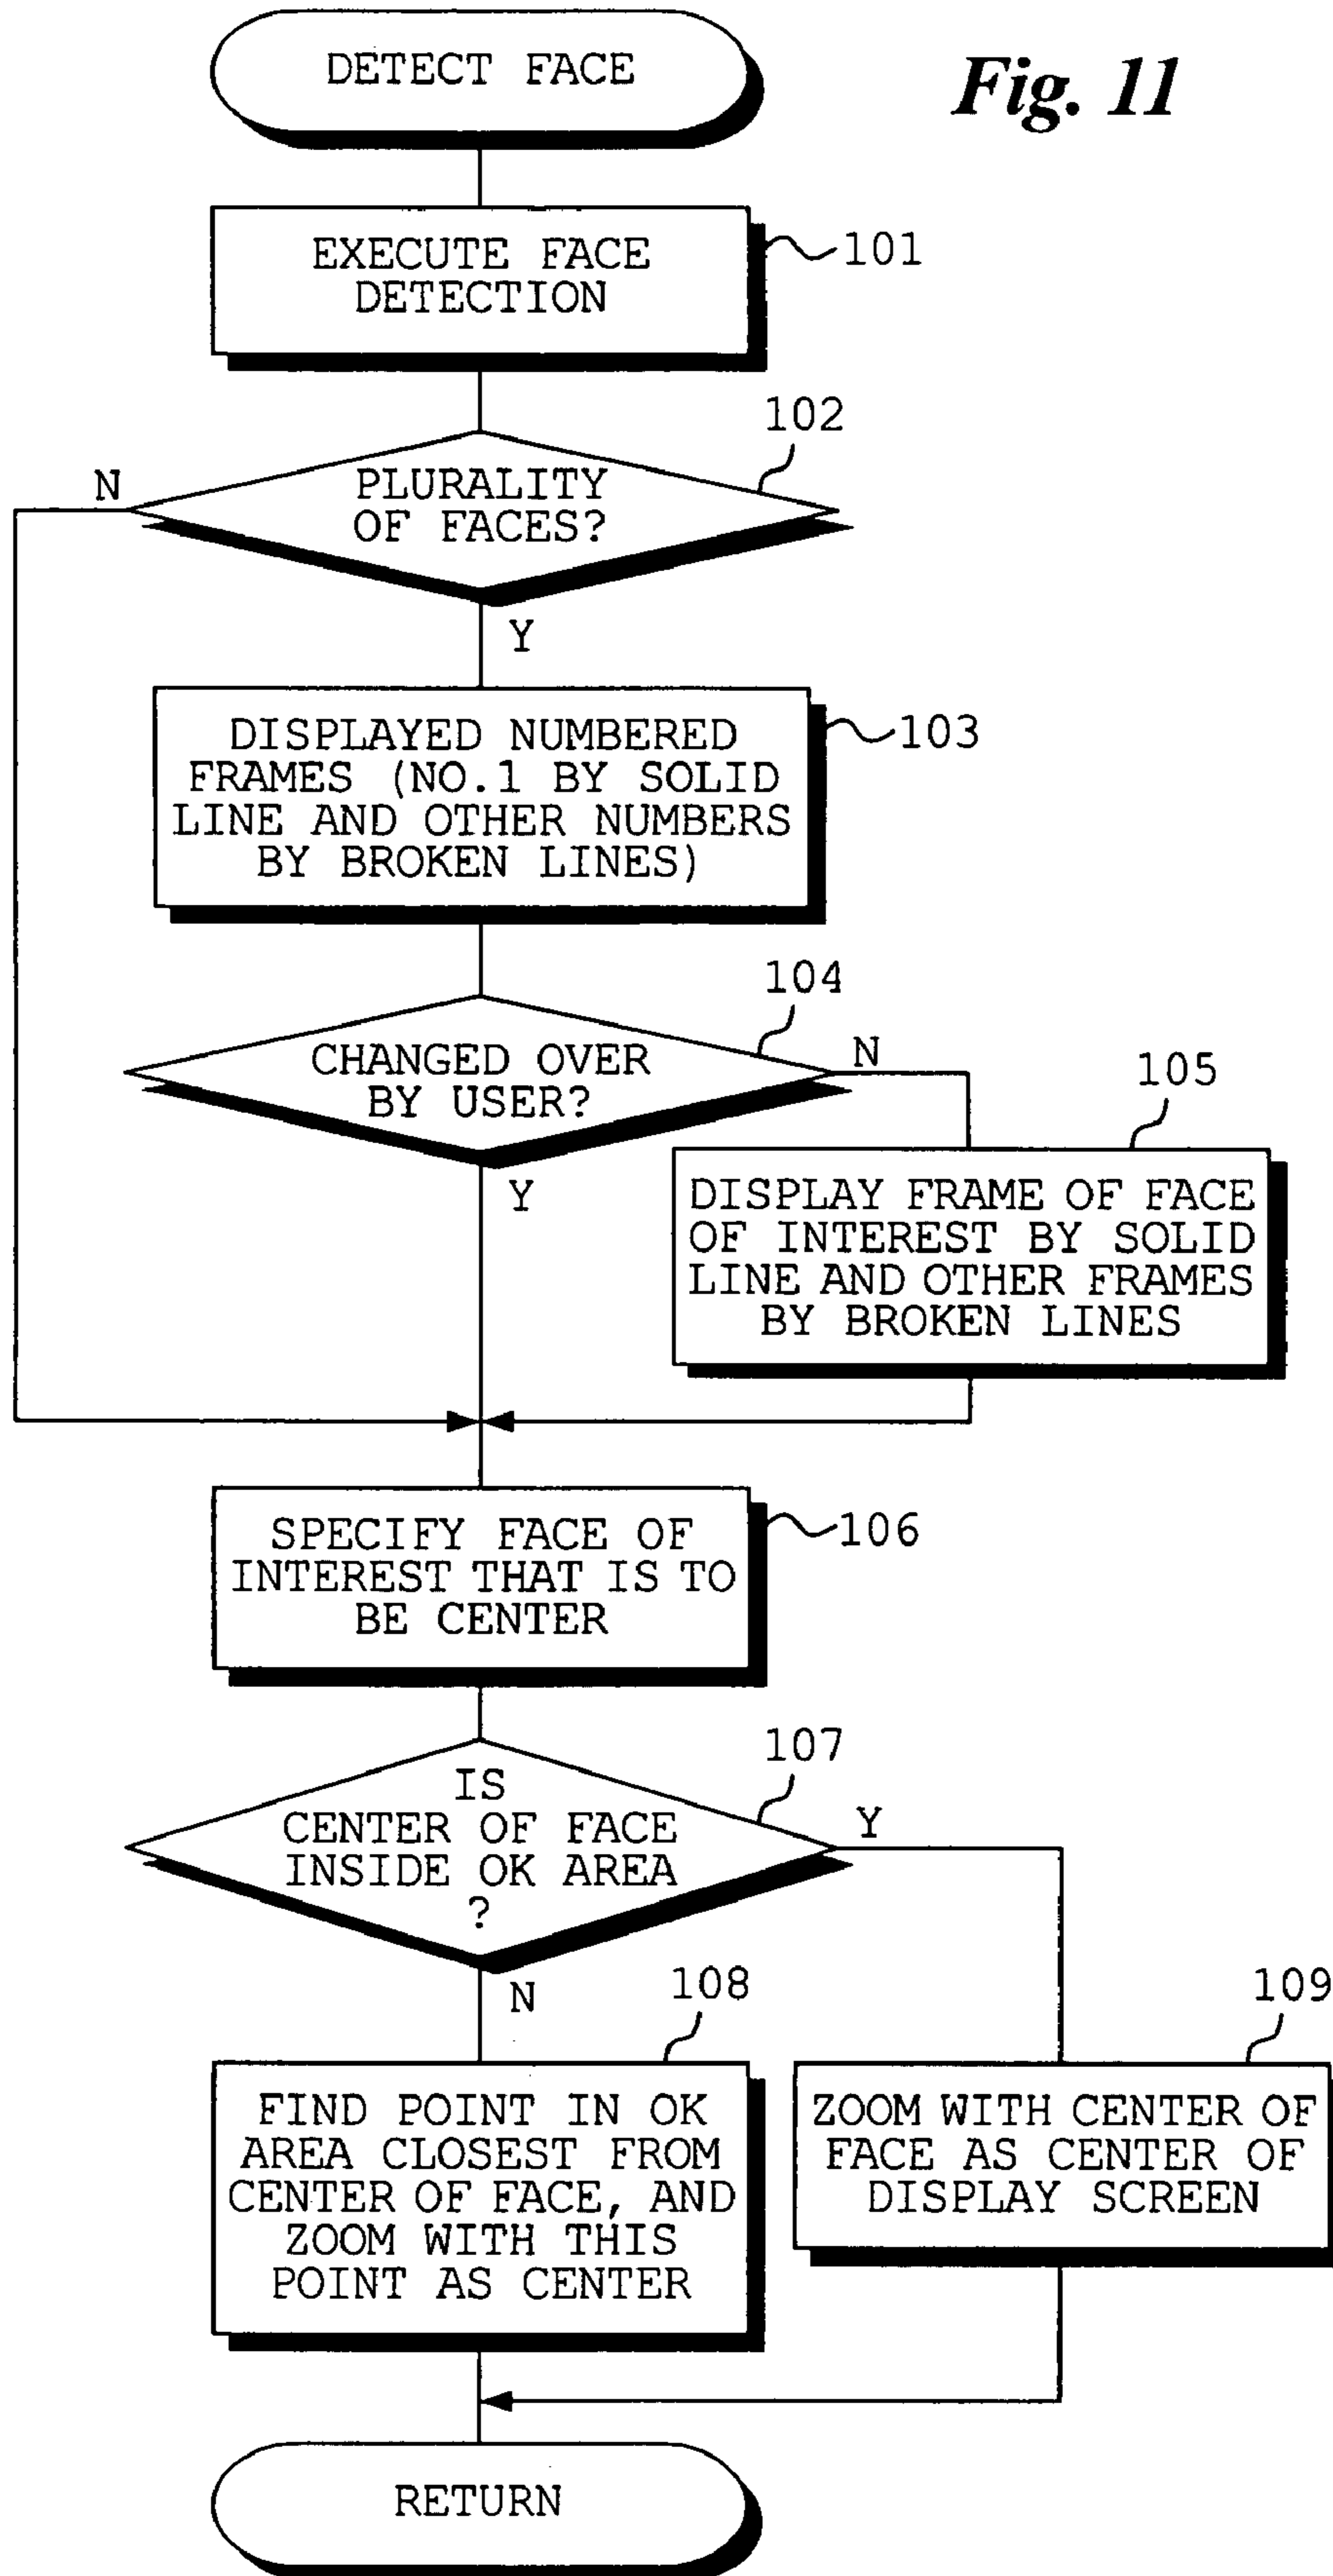 Fig. 11
DETECT FACE
EXECUTE FACE
DETECTION
101
102
N
PLURALITY
OF FACES?
Y
DISPLAYED NUMBERED
FRAMES (NO.1 BY SOLID
LINE AND OTHER NUMBERS
BY BROKEN LINES)
103
104
CHANGED OVER
BY USER?
N
Y
105
DISPLAY FRAME OF FACE
OF INTEREST BY SOLID
LINE AND OTHER FRAMES
BY BROKEN LINES
SPECIFY FACE OF
INTEREST THAT IS TO
BE CENTER
106
107
IS
CENTER OF FACE
INSIDE OK AREA
?
Y
N
108
FIND POINT IN OK
AREA CLOSEST FROM
CENTER OF FACE, AND
ZOOM WITH THIS
POINT AS CENTER
109
ZOOM WITH CENTER OF
FACE AS CENTER OF
DISPLAY SCREEN
RETURN